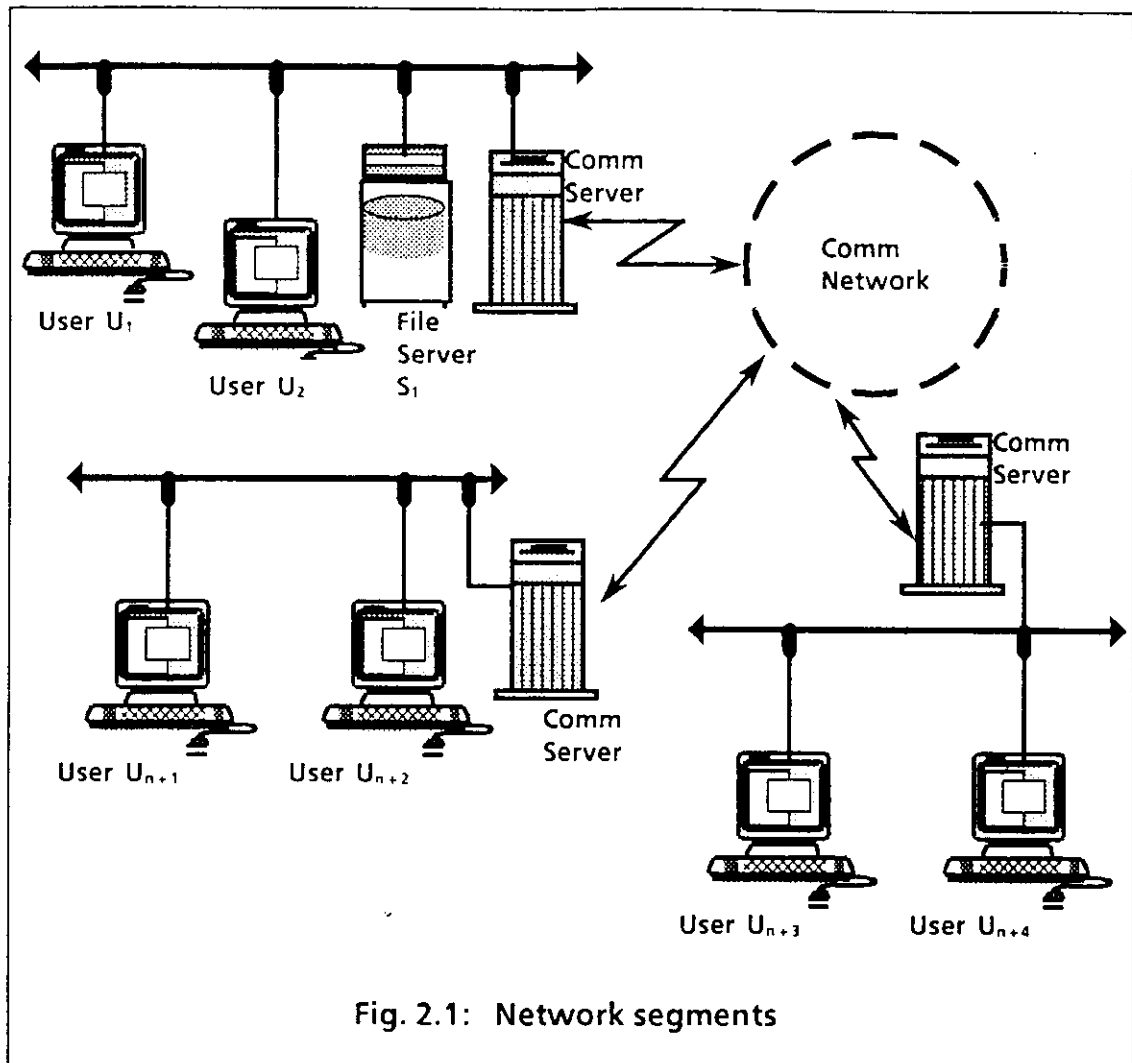 Comm
Server
Comm
Network
User U₁
File
Server
S₁
User U₂
Comm
Server
Comm
Server
User Uₙ₊₁
User Uₙ₊₂
User Uₙ₊₃
User Uₙ₊₄
Fig. 2.1: Network segments